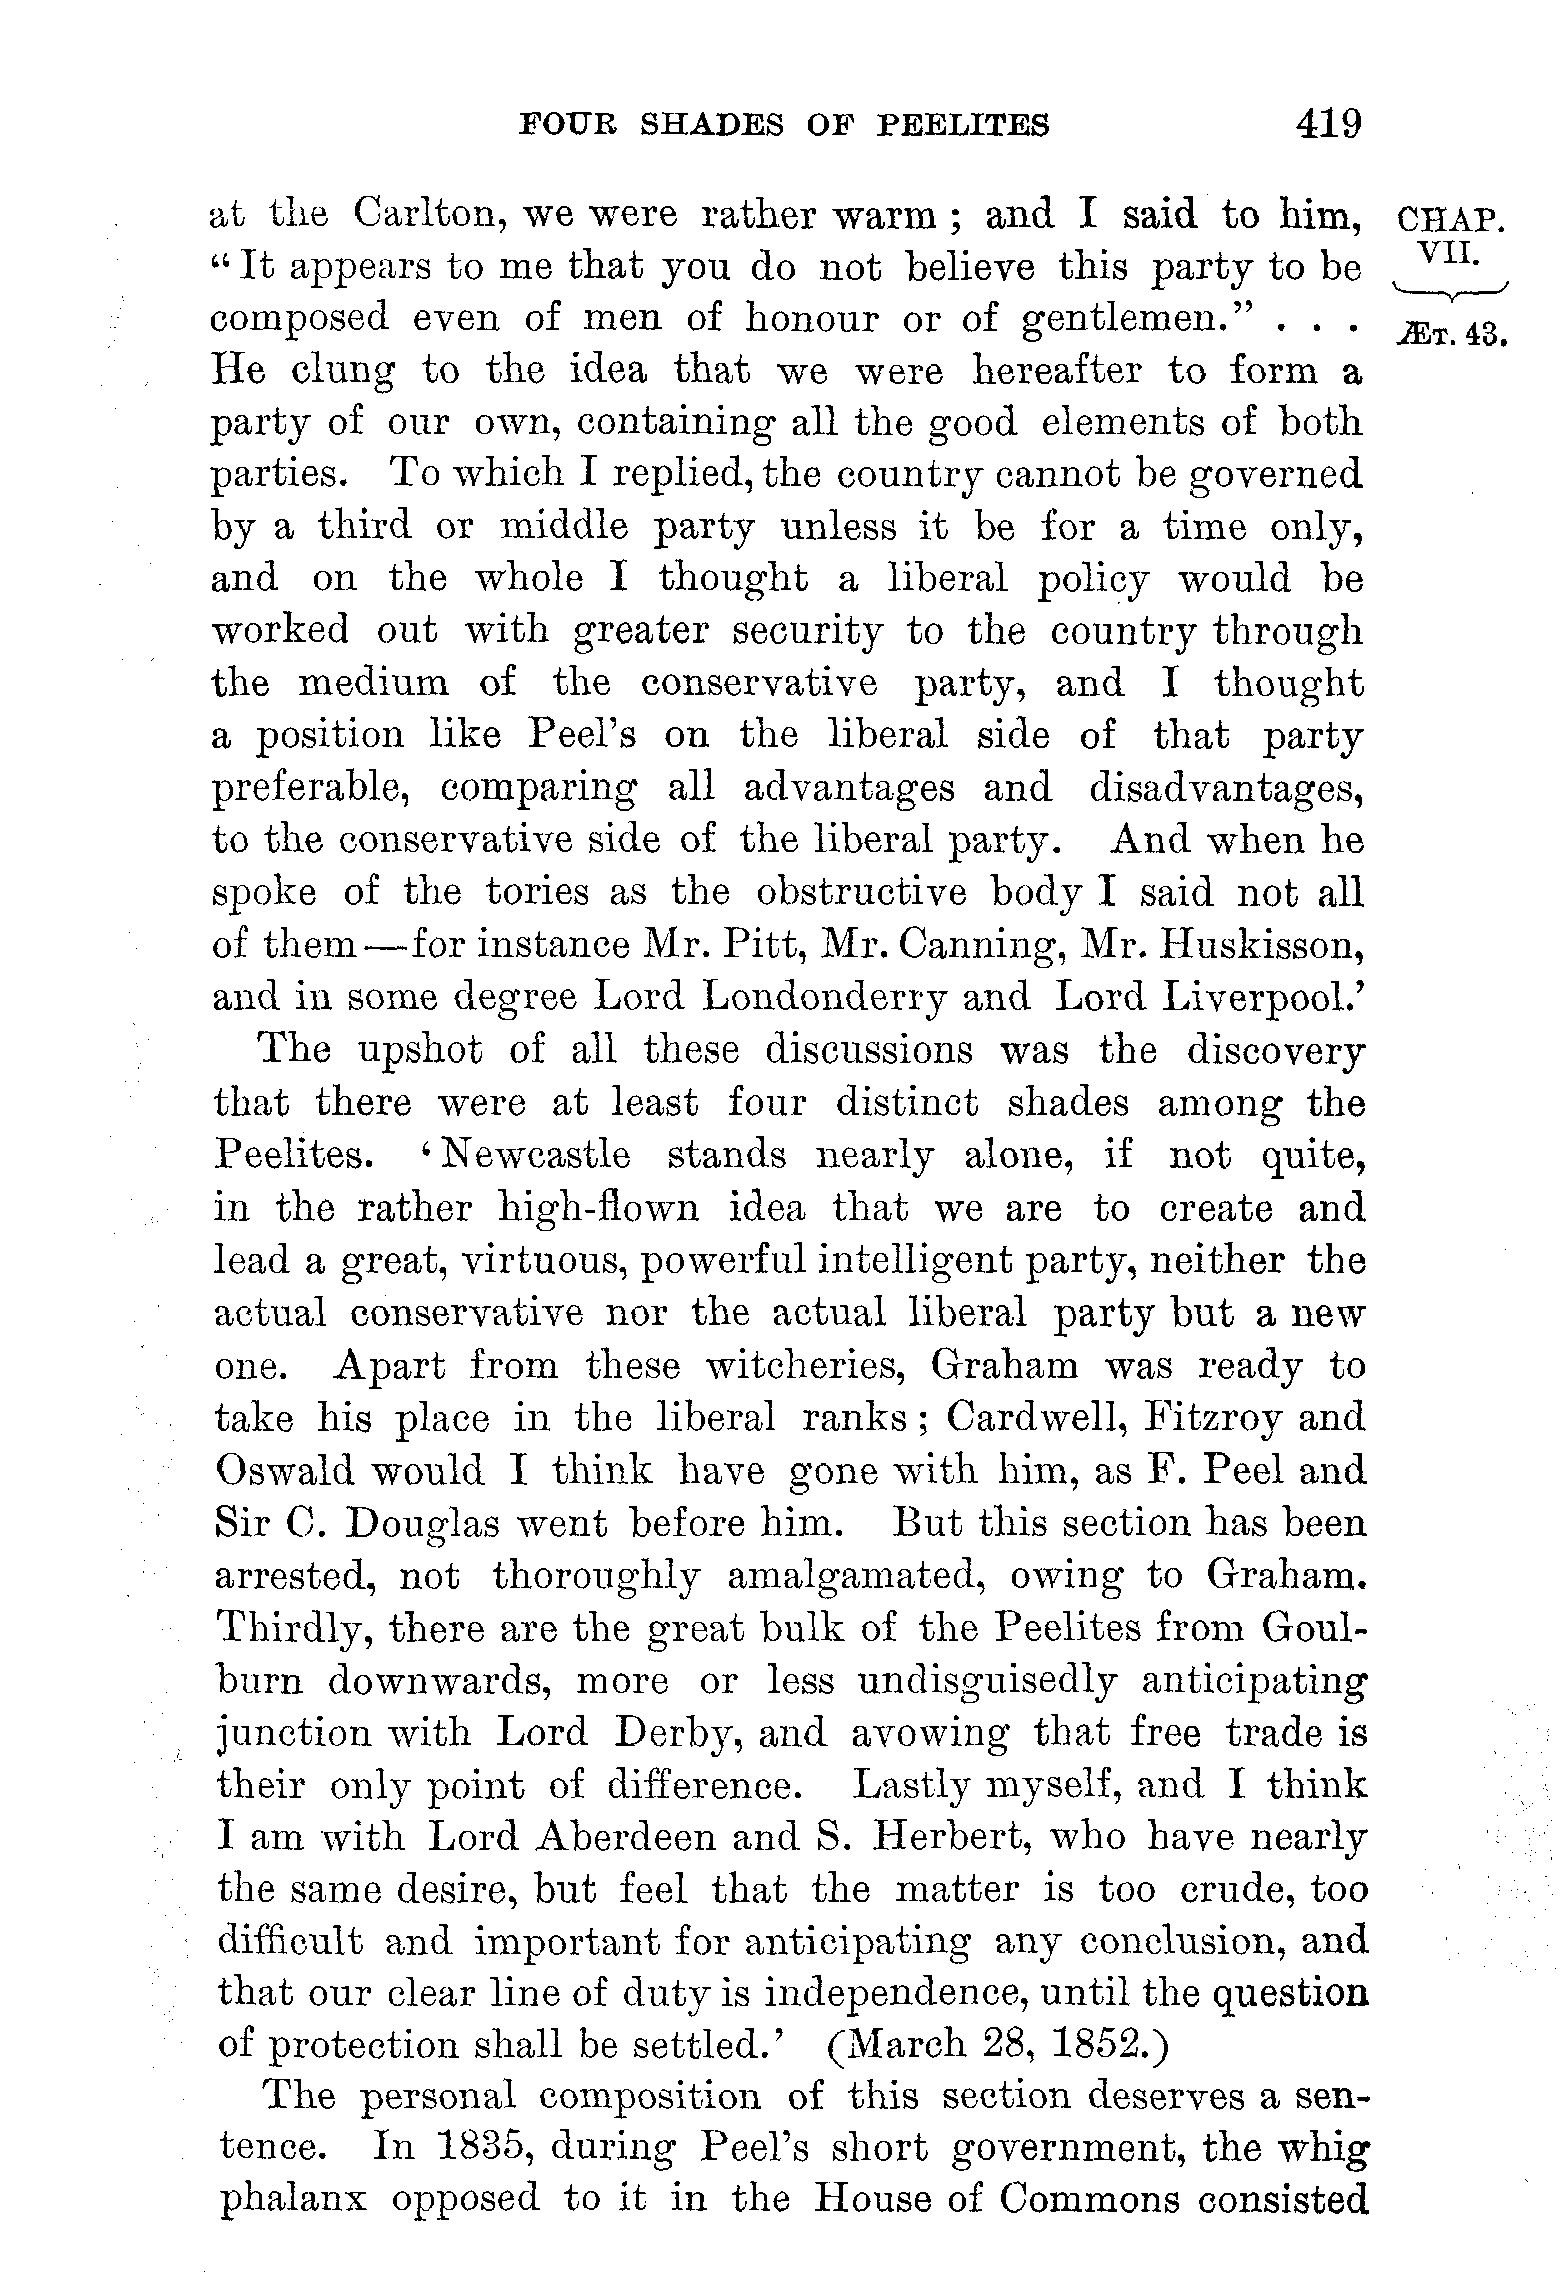 FOUR SHADES OF PEELITES 419
at the Carlton, we were rather warm ; and I said to him,
“It appears to me that you do not believe this party to be
composed even of men of honour or of gentlemen.” . . .
He clung to the idea that we were hereafter to form a
party of our own, containing all the good elements of both
parties. To which I replied, the country cannot be governed
by a third or middle party unless it be for a time only,
and on the whole I thought a liberal policy would be
worked out with greater security to the country through
the medium of the conservative party, and I thought
a position like Peel’s on the liberal side of that party
preferable, comparing all advantages and disadvantages,
to the conservative side of the liberal party. And when he
spoke of the tories as the obstructive body I said not all
of them—for instance Mr. Pitt, Mr. Canning, Mr. Huskisson,
and in some degree Lord Londonderry and Lord Liverpool.’
The upshot of all these discussions was the discovery
that there were at least four distinct shades among the
Peelites. ‘Newcastle stands nearly alone, if not quite,
in the rather high-flown idea that we are to create and
lead a great, virtuous, powerful intelligent party, neither the
actual conservative nor the actual liberal party but a new
one. Apart from these witcheries, Graham was ready to
take his place in the liberal ranks ; Cardwell, Fitzroy and
Oswald would I think have gone with him, as F. Peel and
Sir C. Douglas went before him. But this section has been
arrested, not thoroughly amalgamated, owing to Graham.
Thirdly, there are the great bulk of the Peelites from Goul-
burn downwards, more or less undisguisedly anticipating
junction with Lord Derby, and avowing that free trade is
their only point of difference. Lastly myself, and I think
I am with Lord Aberdeen and S. Herbert, who have nearly
the same desire, but feel that the matter is too crude, too
difficult and important for anticipating any conclusion, and
that our clear line of duty is independence, until the question
of protection shall be settled.’ (March 28, 1852.)
The personal composition of this section deserves a sen-
tence. In 1835, during Peel’s short government, the whig
phalanx opposed to it in the House of Commons consisted
CHAP.
VII.
ÆT. 43.